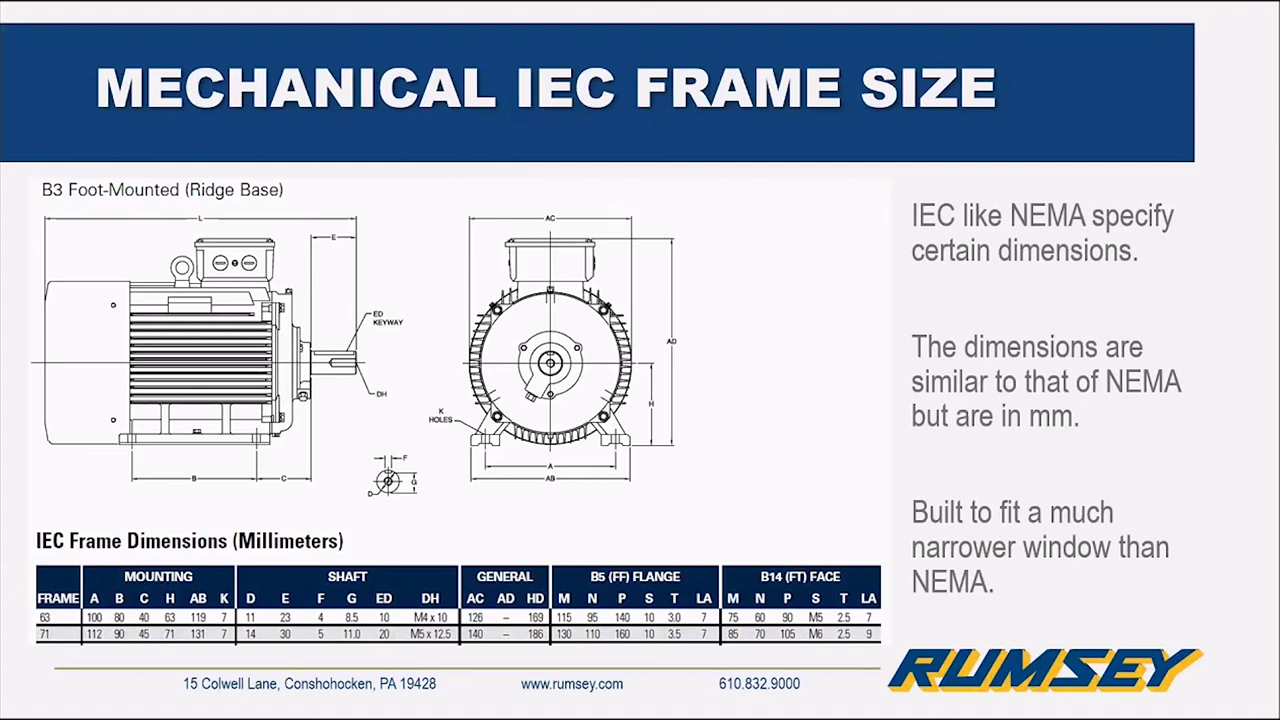 MECHANICAL IEC FRAME SIZE
B3 Foot-Mounted (Ridge Base)
L
E
ED
KEYWAY
DH
B
C
F
G
D
AC
AD
H
K
HOLES
A
AB
IEC like NEMA specify
certain dimensions.
The dimensions are
similar to that of NEMA
but are in mm.
Built to fit a much
narrower window than
NEMA.
IEC Frame Dimensions (Millimeters)
MOUNTING SHAFT GENERAL B5 (FF) FLANGE B14 (FT) FACE
FRAME A B C H AB K D E F G ED DH AC AD HD M N P S T LA M N P S T LA
63 100 80 40 63 119 7 11 23 4 8.5 10 M4 x 10 126 – 169 115 95 140 10 3.0 7 75 60 90 M5 2.5 7
71 112 90 45 71 131 7 14 30 5 11.0 20 M5 x 12.5 140 – 186 130 110 160 10 3.5 7 85 70 105 M6 2.5 9
15 Colwell Lane, Conshohocken, PA 19428 www.rumsey.com 610.832.9000
RUMSEY